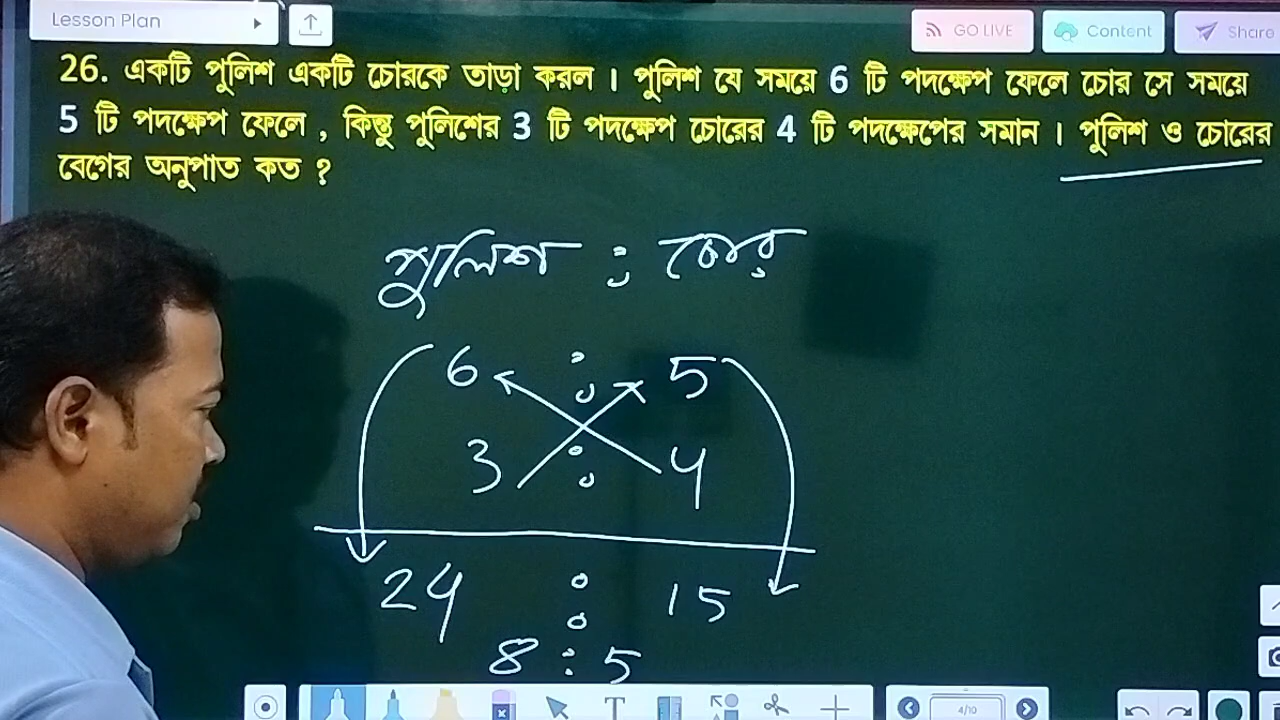 Lesson Plan
GO LIVE
Content
Share
26. একটি পুলিশ একটি চোরকে তাড়া করল । পুলিশ যে সময়ে 6 টি পদক্ষেপ ফেলে চোর সে সময়ে
5 টি পদক্ষেপ ফেলে , কিন্তু পুলিশের 3 টি পদক্ষেপ চোরের 4 টি পদক্ষেপের সমান । পুলিশ ও চোরের
বেগের অনুপাত কত ?
পুলিশ : চোর
6 : 5
3 : 4
24 : 15
8 : 5
4/10